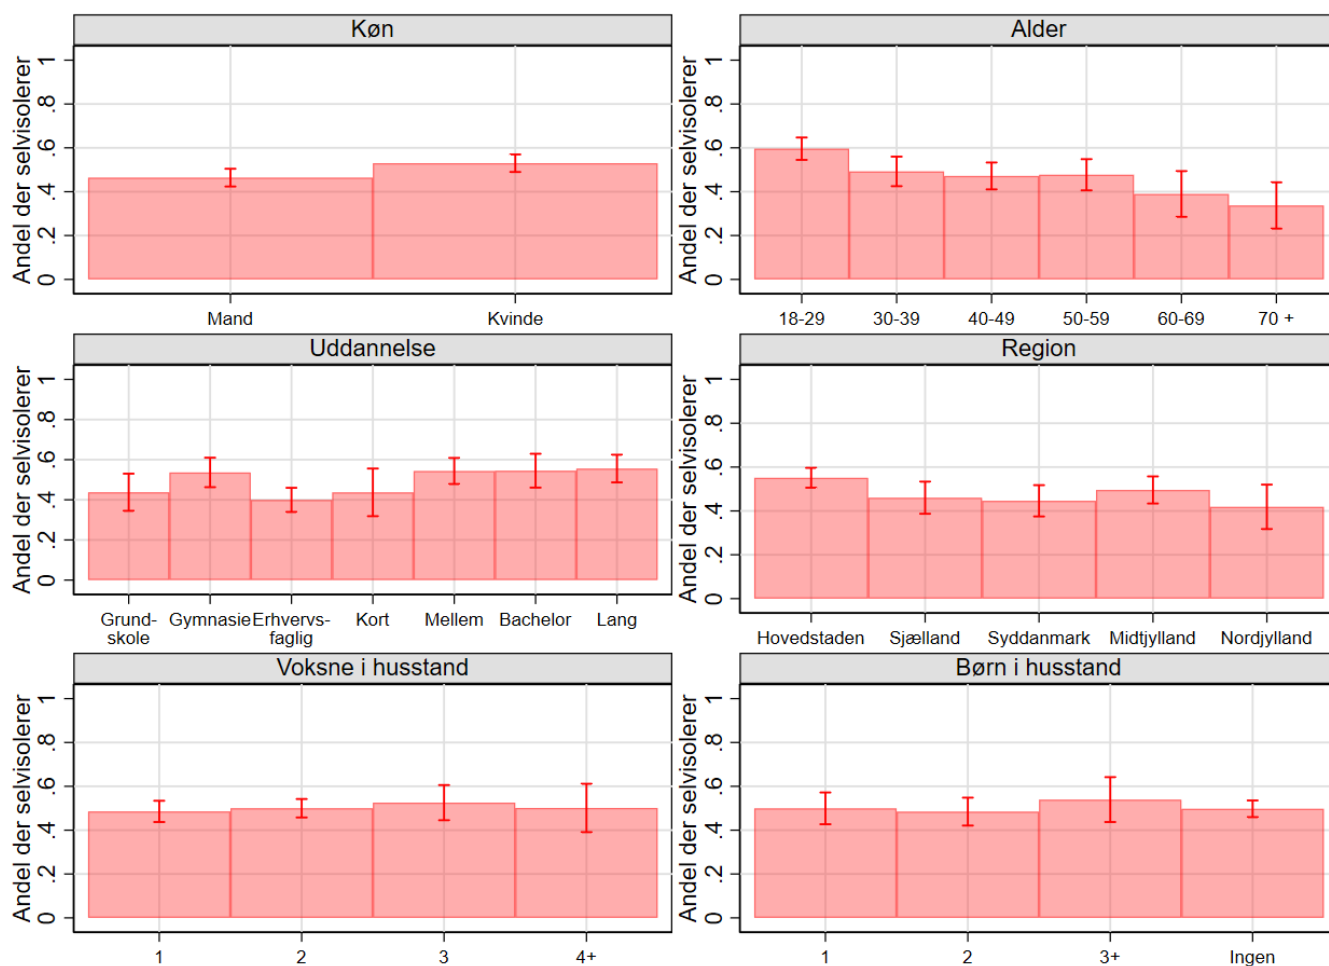 Køn
Andel der selvisolerer
0 .2 .4 .6 .8 1
Mand Kvinde
Alder
Andel der selvisolerer
0 .2 .4 .6 .8 1
18-29 30-39 40-49 50-59 60-69 70 +
Uddannelse
Andel der selvisolerer
0 .2 .4 .6 .8 1
Grund- Gymnasie Erhvervs- Kort Mellem Bachelor Lang
skole faglig
Region
Andel der selvisolerer
0 .2 .4 .6 .8 1
Hovedstaden Sjælland Syddanmark Midtjylland Nordjylland
Voksne i husstand
Andel der selvisolerer
0 .2 .4 .6 .8 1
1 2 3 4+
Børn i husstand
Andel der selvisolerer
0 .2 .4 .6 .8 1
1 2 3+ Ingen